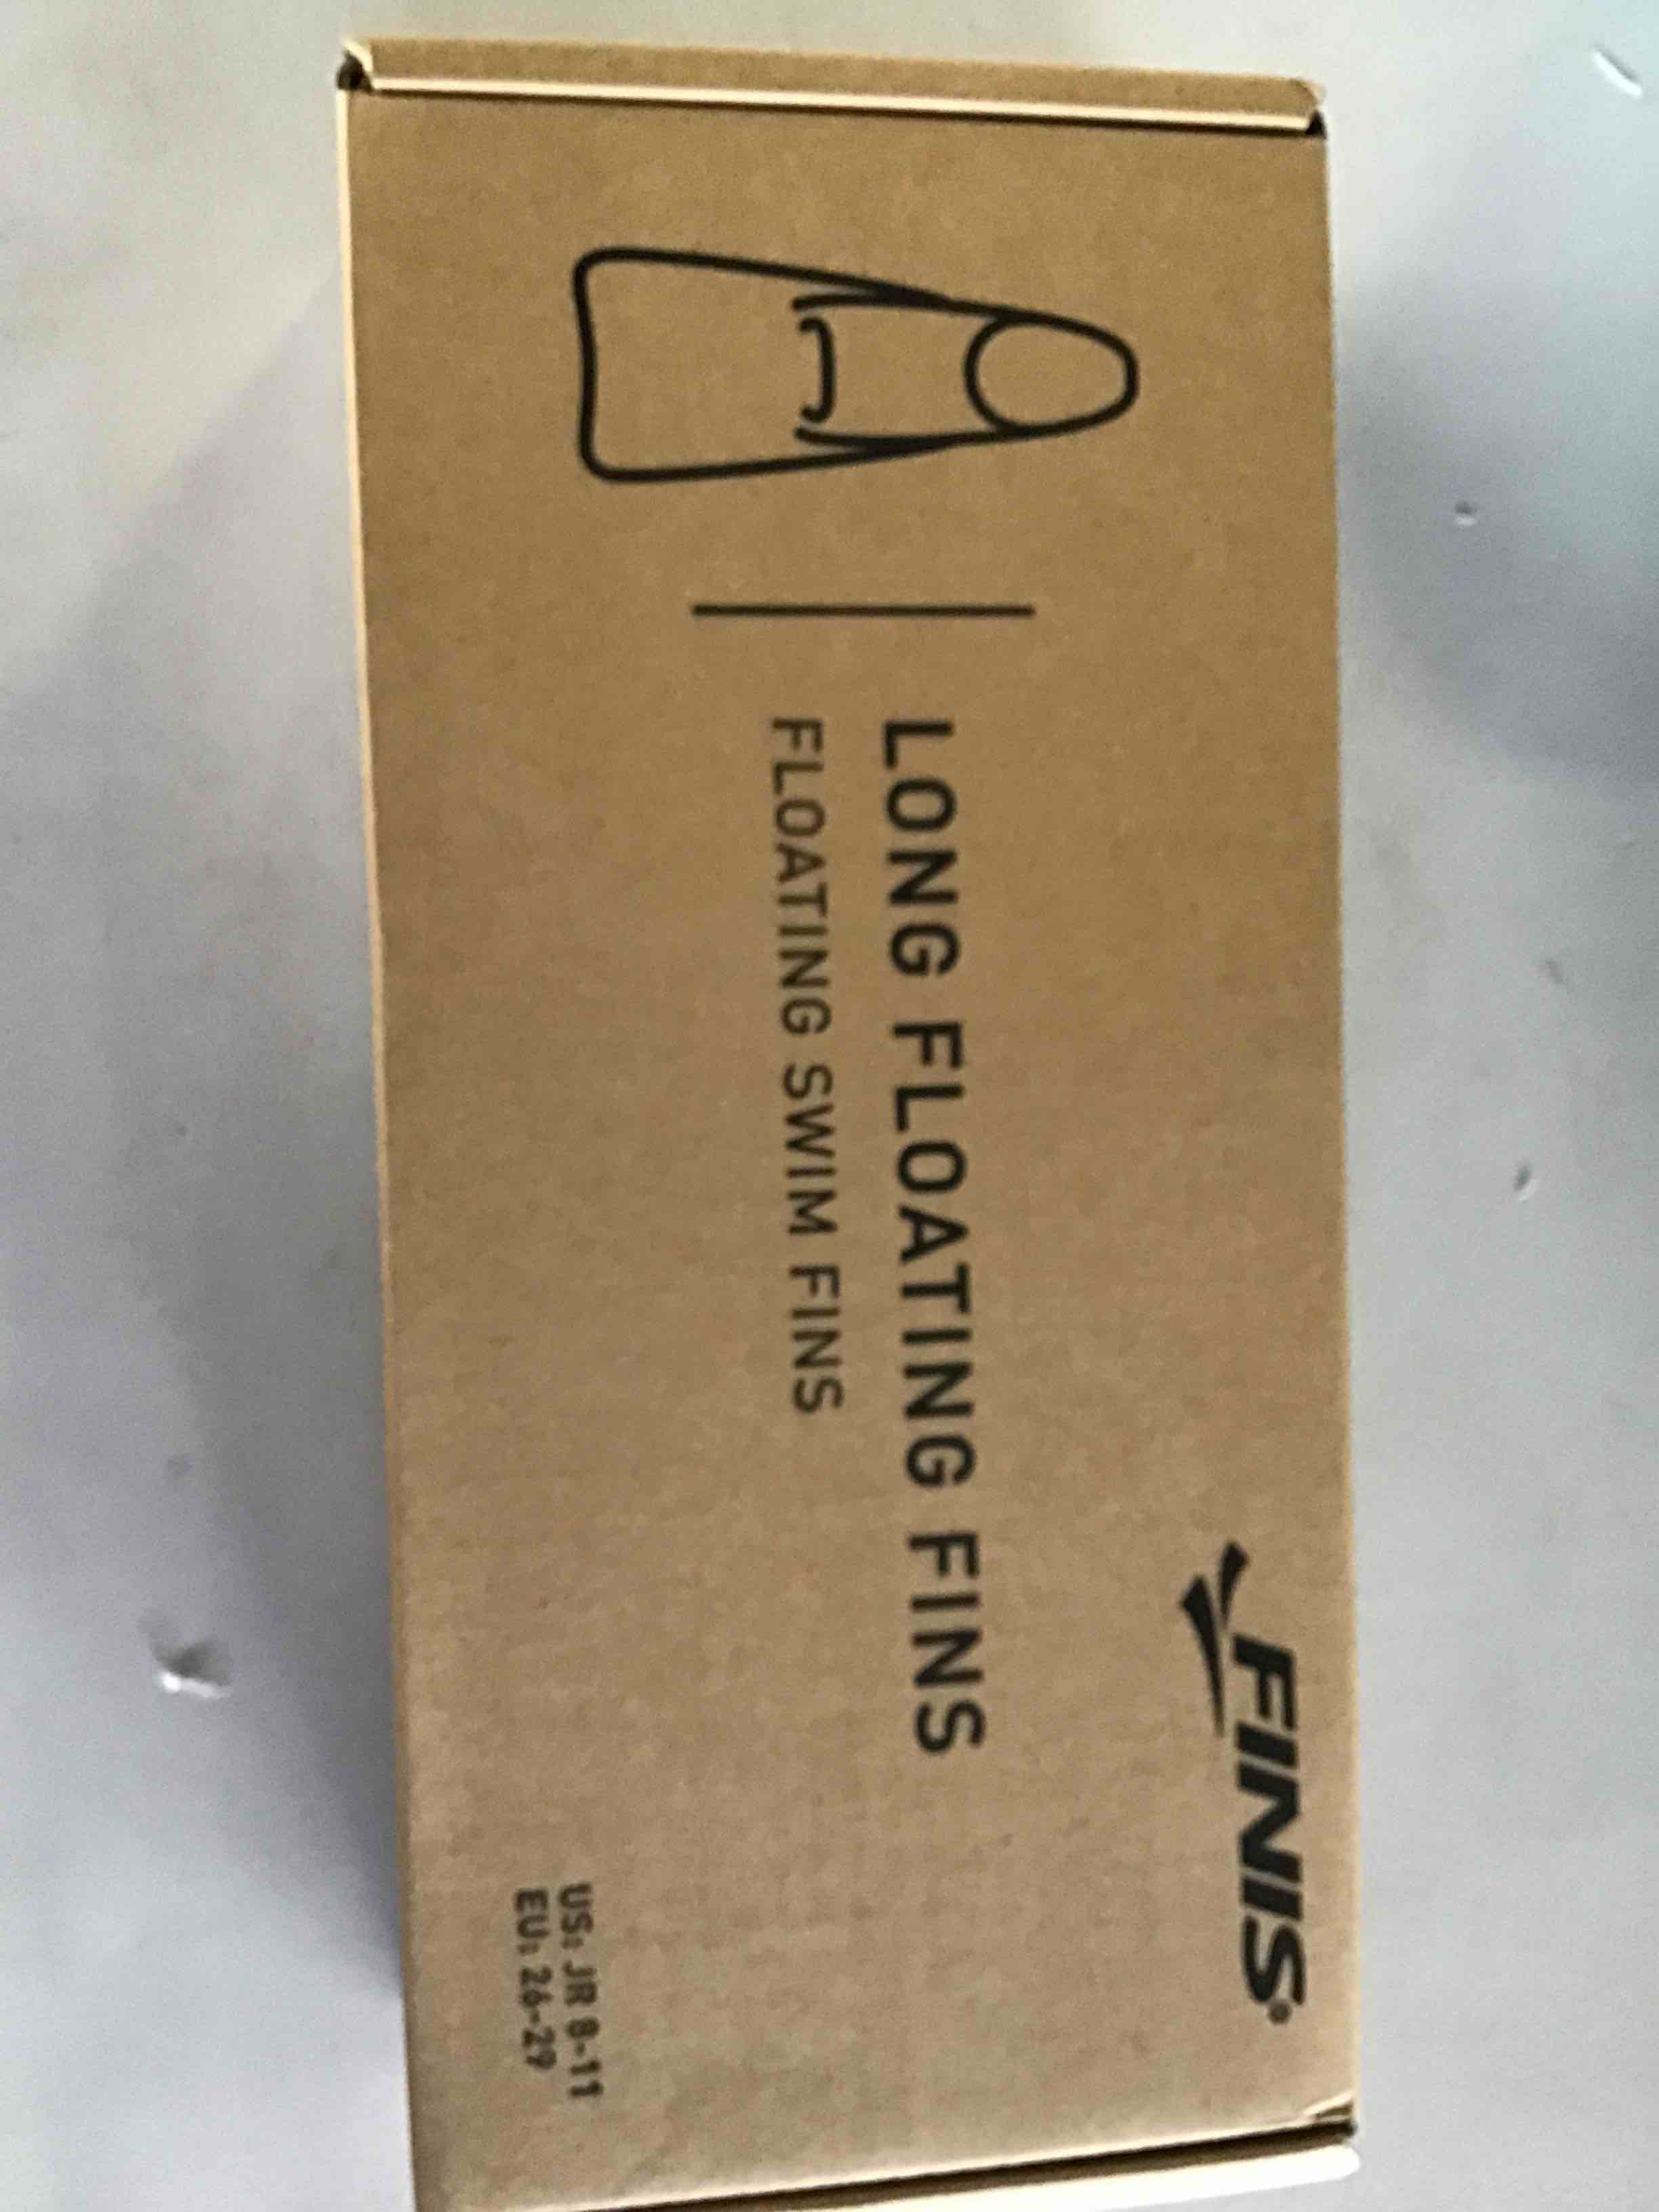 FINIS®
LONG FLOATING FINS
FLOATING SWIM FINS
US: JR 8-11
EU: 26-29